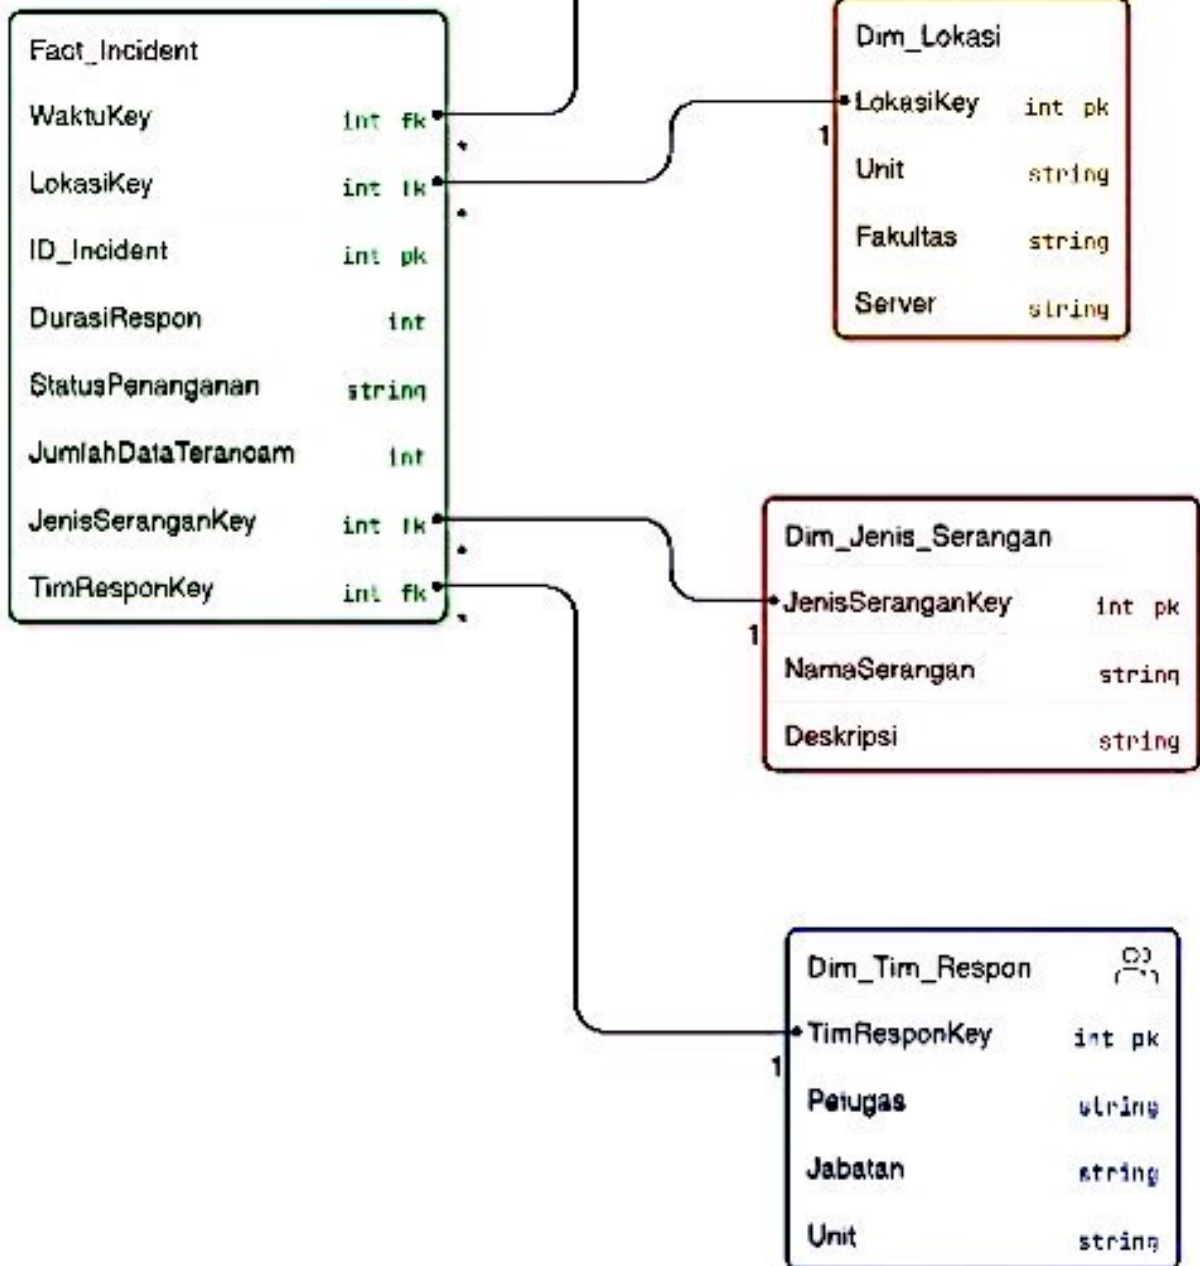 Fact_Incident
WaktuKey int fk
*
LokasiKey int fk
*
ID_Incident int pk
DurasiRespon int
StatusPenanganan string
JumlahDataTerancam int
JenisSeranganKey int fk
*
TimResponKey int fk
*
Dim_Lokasi
LokasiKey int pk
1
Unit string
Fakultas string
Server string
Dim_Jenis_Serangan
JenisSeranganKey int pk
1
NamaSerangan string
Deskripsi string
Dim_Tim_Respon
TimResponKey int pk
1
Petugas string
Jabatan string
Unit string